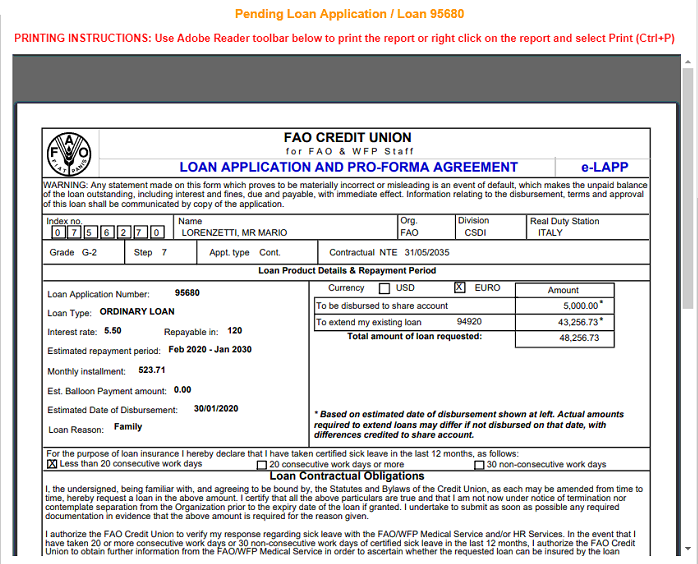 Pending Loan Application / Loan 95680
PRINTING INSTRUCTIONS: Use Adobe Reader toolbar below to print the report or right click on the report and select Print (Ctrl+P)
FAO CREDIT UNION
for FAO & WFP Staff
LOAN APPLICATION AND PRO-FORMA AGREEMENT e-LAPP
WARNING: Any statement made on this form which proves to be materially incorrect or misleading is an event of default, which makes the unpaid balance
of the loan outstanding, including interest and fines, due and payable, with immediate effect. Information relating to the disbursement, terms and approval
of this loan shall be communicated by copy of the application.
Index no. Name Org. Division Real Duty Station
0 7 5 6 2 7 0 LORENZETTI, MR MARIO FAO CSDI ITALY
Grade G-2 Step 7 Appt. type Cont. Contractual NTE 31/05/2035
Loan Product Details & Repayment Period
Loan Application Number: 95680
Loan Type: ORDINARY LOAN
Interest rate: 5.50 Repayable in: 120
Estimated repayment period: Feb 2020 - Jan 2030
Monthly installment: 523.71
Est. Balloon Payment amount: 0.00
Estimated Date of Disbursement: 30/01/2020
Loan Reason: Family
Currency USD X EURO Amount
To be disbursed to share account 5,000.00*
To extend my existing loan 94920 43,256.73*
Total amount of loan requested: 48,256.73
* Based on estimated date of disbursement shown at left. Actual amounts
required to extend loans may differ if not disbursed on that date, with
differences credited to share account.
For the purpose of loan insurance I hereby declare that I have taken certified sick leave in the last 12 months, as follows:
X Less than 20 consecutive work days 20 consecutive work days or more 30 non-consecutive work days
Loan Contractual Obligations
I, the undersigned, being familiar with, and agreeing to be bound by, the Statutes and Bylaws of the Credit Union, as each may be amended from time to
time, hereby request a loan in the above amount. I certify that all the above particulars are true and that I am not now under notice of termination nor
contemplate separation from the Organization prior to the expiry date of the loan if granted. I undertake to submit as soon as possible any required
documentation in evidence that the above amount is required for the reason given.
I authorize the FAO Credit Union to verify my response regarding sick leave with the FAO/WFP Medical Service and/or HR Services. In the event that I
have taken 20 or more consecutive work days or 30 non-consecutive work days of certified sick leave in the last 12 months, I authorize the FAO Credit
Union to obtain further information from the FAO/WFP Medical Service in order to ascertain whether the requested loan can be insured by the loan